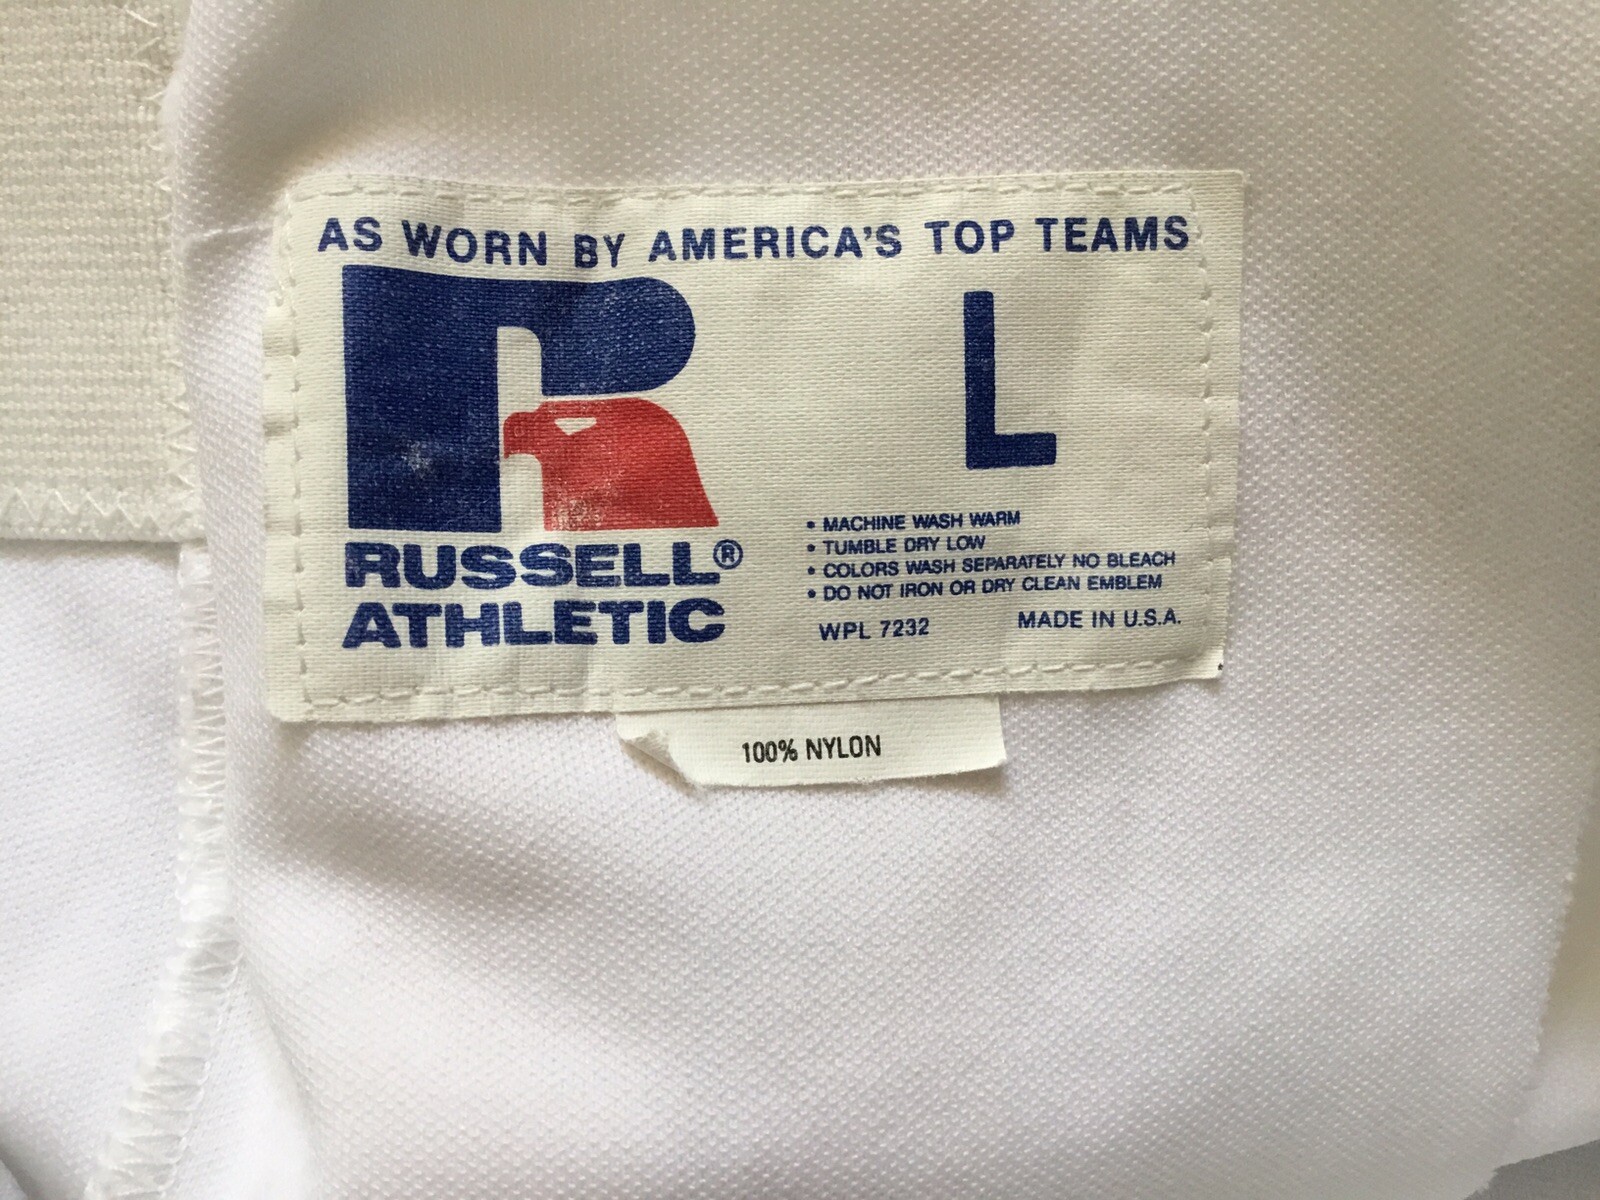 AS WORN BY AMERICA'S TOP TEAMS
R
L
RUSSELL®
ATHLETIC
• MACHINE WASH WARM
• TUMBLE DRY LOW
• COLORS WASH SEPARATELY NO BLEACH
• DO NOT IRON OR DRY CLEAN EMBLEM
WPL 7232 MADE IN U.S.A.
100% NYLON